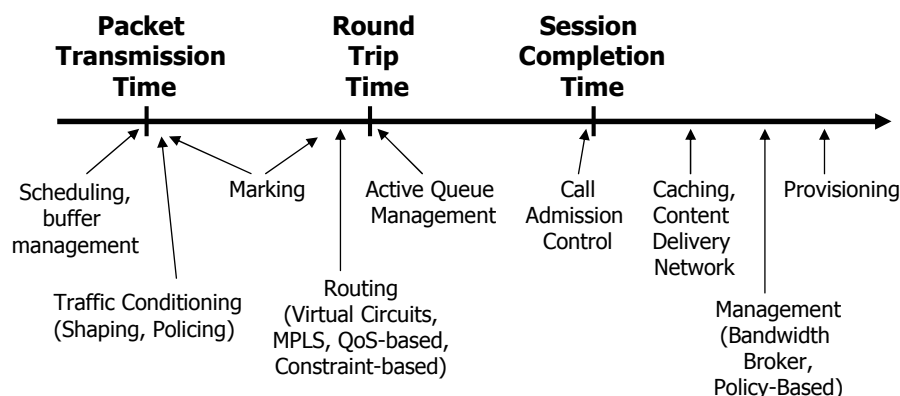 Packet
Transmission
Time
Round
Trip
Time
Session
Completion
Time
Scheduling,
buffer
management
Marking
Active Queue
Management
Call
Admission
Control
Caching,
Content
Delivery
Network
Provisioning
Traffic Conditioning
(Shaping, Policing)
Routing
(Virtual Circuits,
MPLS, QoS-based,
Constraint-based)
Management
(Bandwidth
Broker,
Policy-Based)